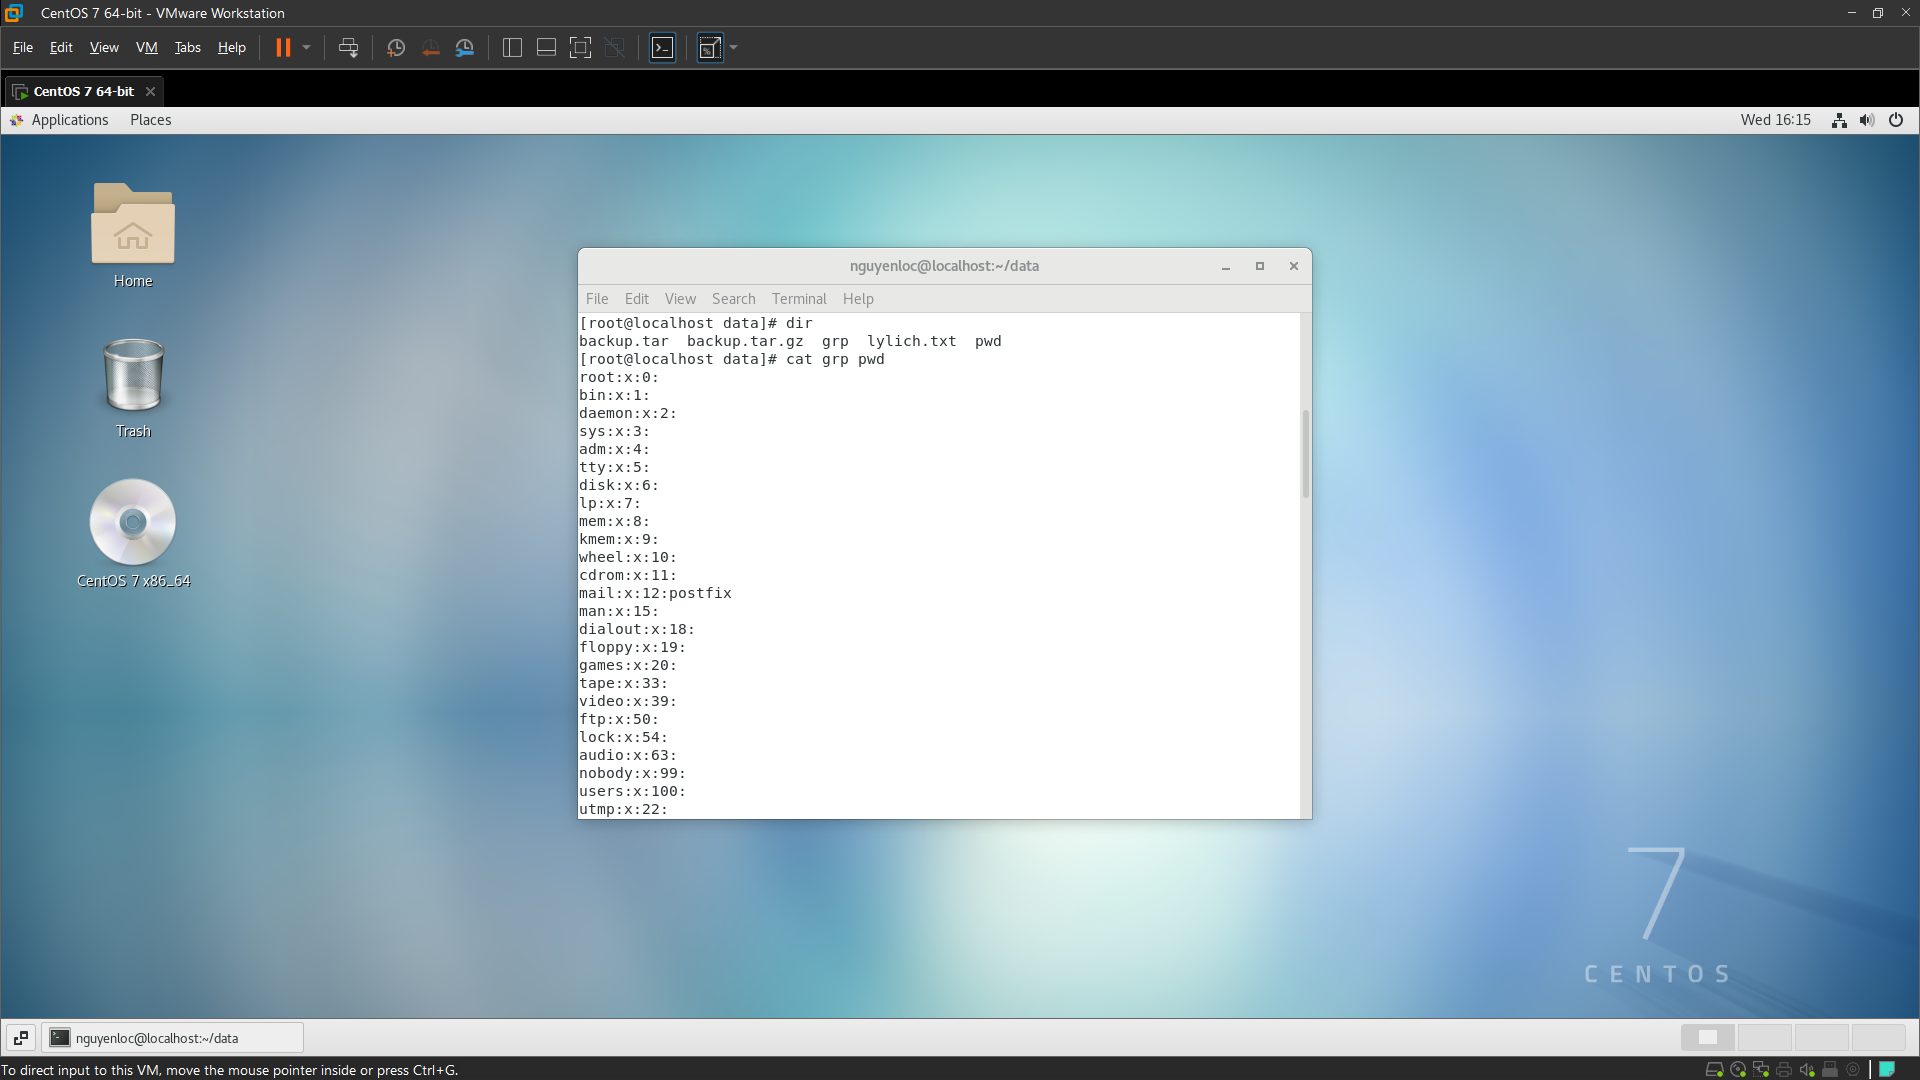 CentOS 7 64-bit - VMware Workstation
File Edit View VM Tabs Help
CentOS 7 64-bit
Applications Places Wed 16:15
Home
Trash
CentOS 7 x86_64
nguyenloc@localhost:~/data
File Edit View Search Terminal Help
[root@localhost data]# dir
backup.tar backup.tar.gz grp lylich.txt pwd
[root@localhost data]# cat grp pwd
root:x:0:
bin:x:1:
daemon:x:2:
sys:x:3:
adm:x:4:
tty:x:5:
disk:x:6:
lp:x:7:
mem:x:8:
kmem:x:9:
wheel:x:10:
cdrom:x:11:
mail:x:12:postfix
man:x:15:
dialout:x:18:
floppy:x:19:
games:x:20:
tape:x:33:
video:x:39:
ftp:x:50:
lock:x:54:
audio:x:63:
nobody:x:99:
users:x:100:
utmp:x:22:
7
CENTOS
nguyenloc@localhost:~/data
To direct input to this VM, move the mouse pointer inside or press Ctrl+G.